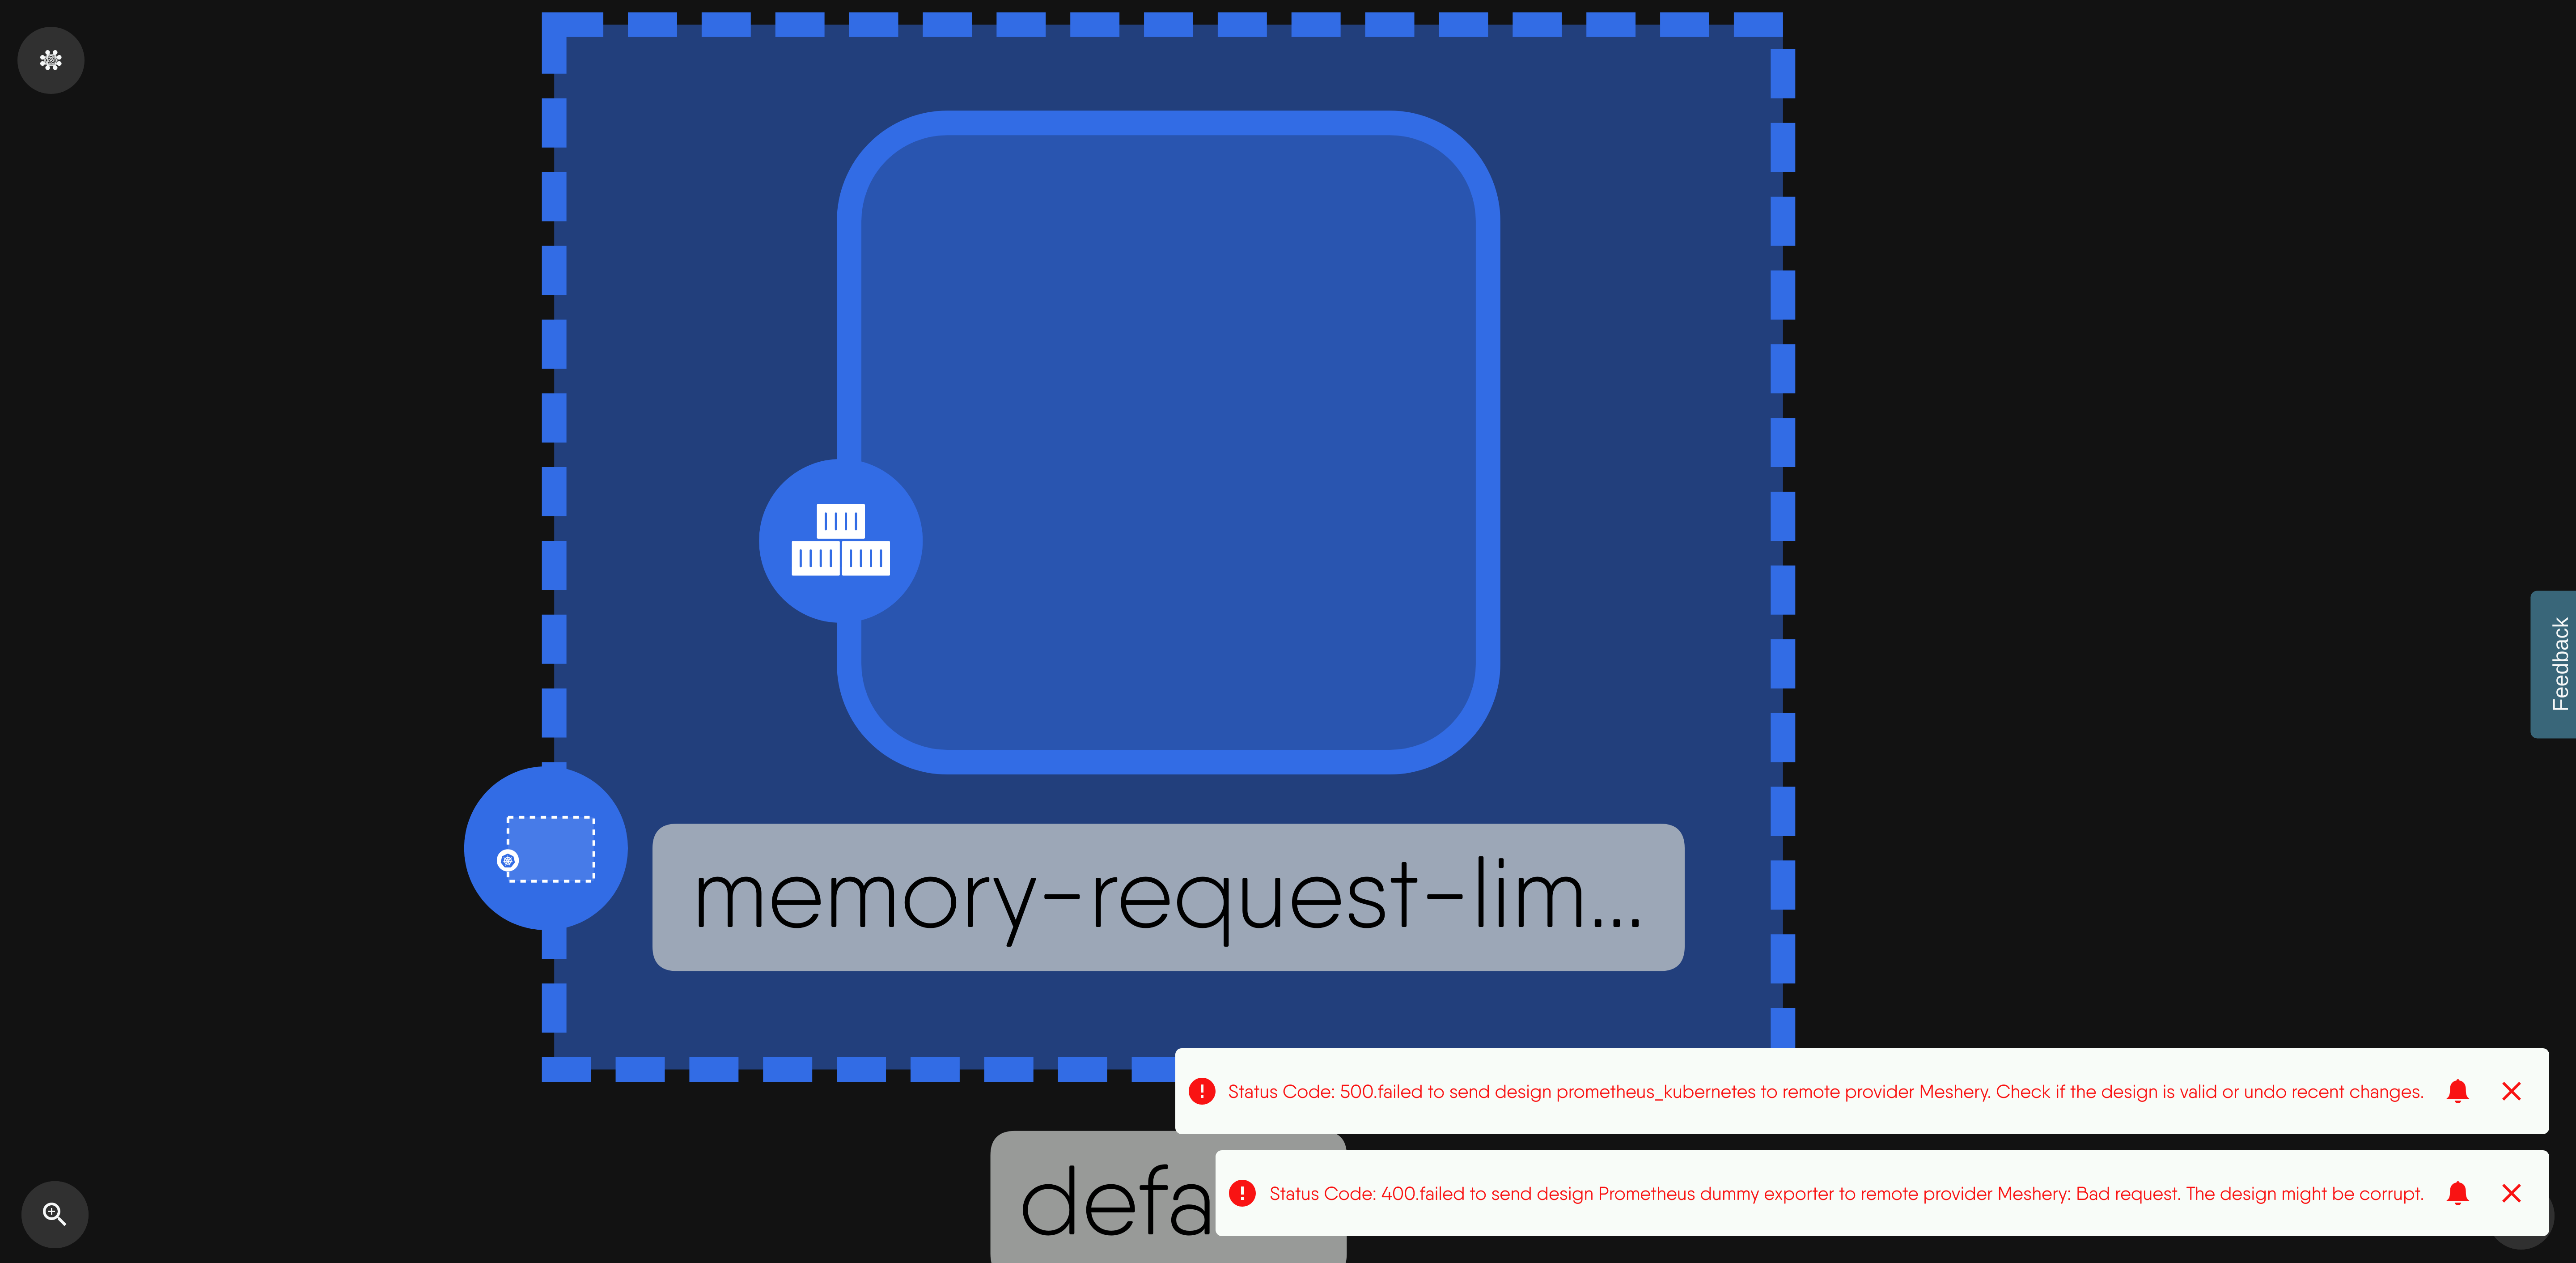 Feedback
memory-request-lim...
Status Code: 500.failed to send design prometheus_kubernetes to remote provider Meshery. Check if the design is valid or undo recent changes.
defa
Status Code: 400.failed to send design Prometheus dummy exporter to remote provider Meshery: Bad request. The design might be corrupt.